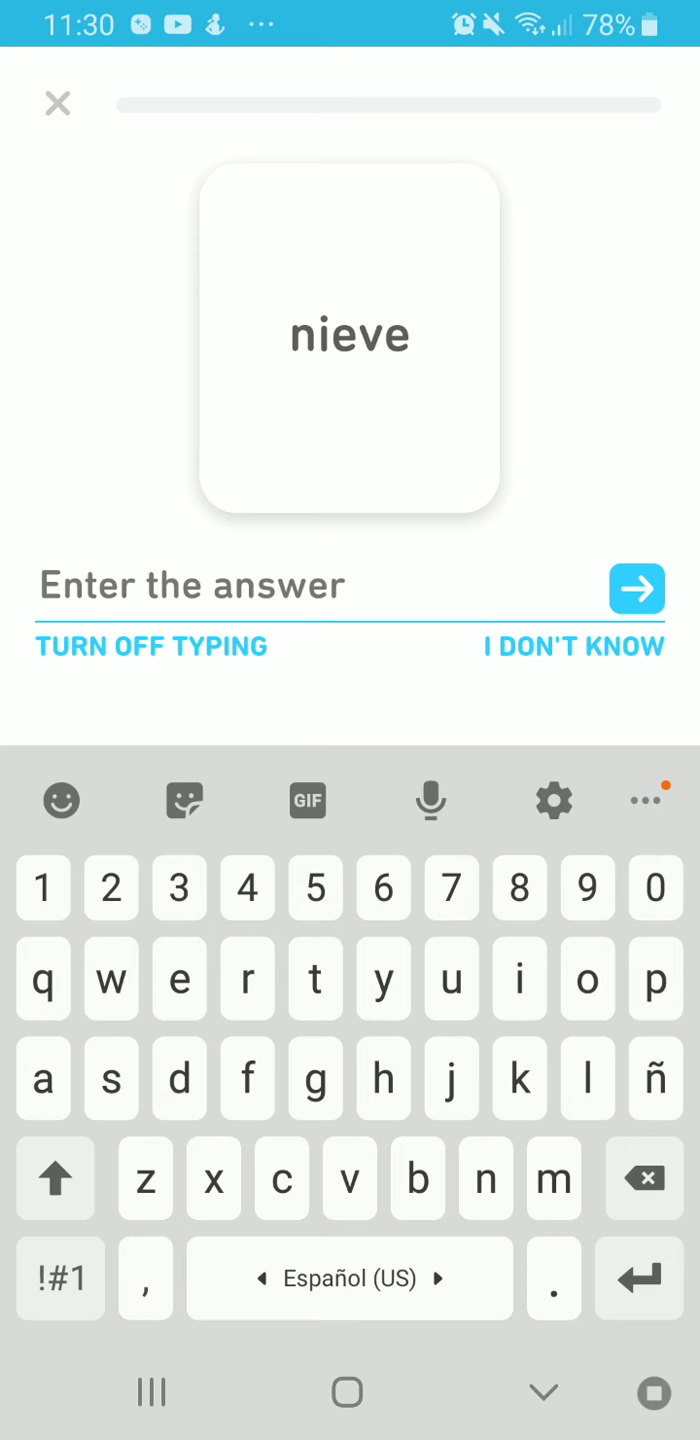 11:30 78%
nieve
Enter the answer
TURN OFF TYPING I DON'T KNOW
GIF
1 2 3 4 5 6 7 8 9 0
q w e r t y u i o p
a s d f g h j k l ñ
z x c v b n m
!#1 , Español (US) .